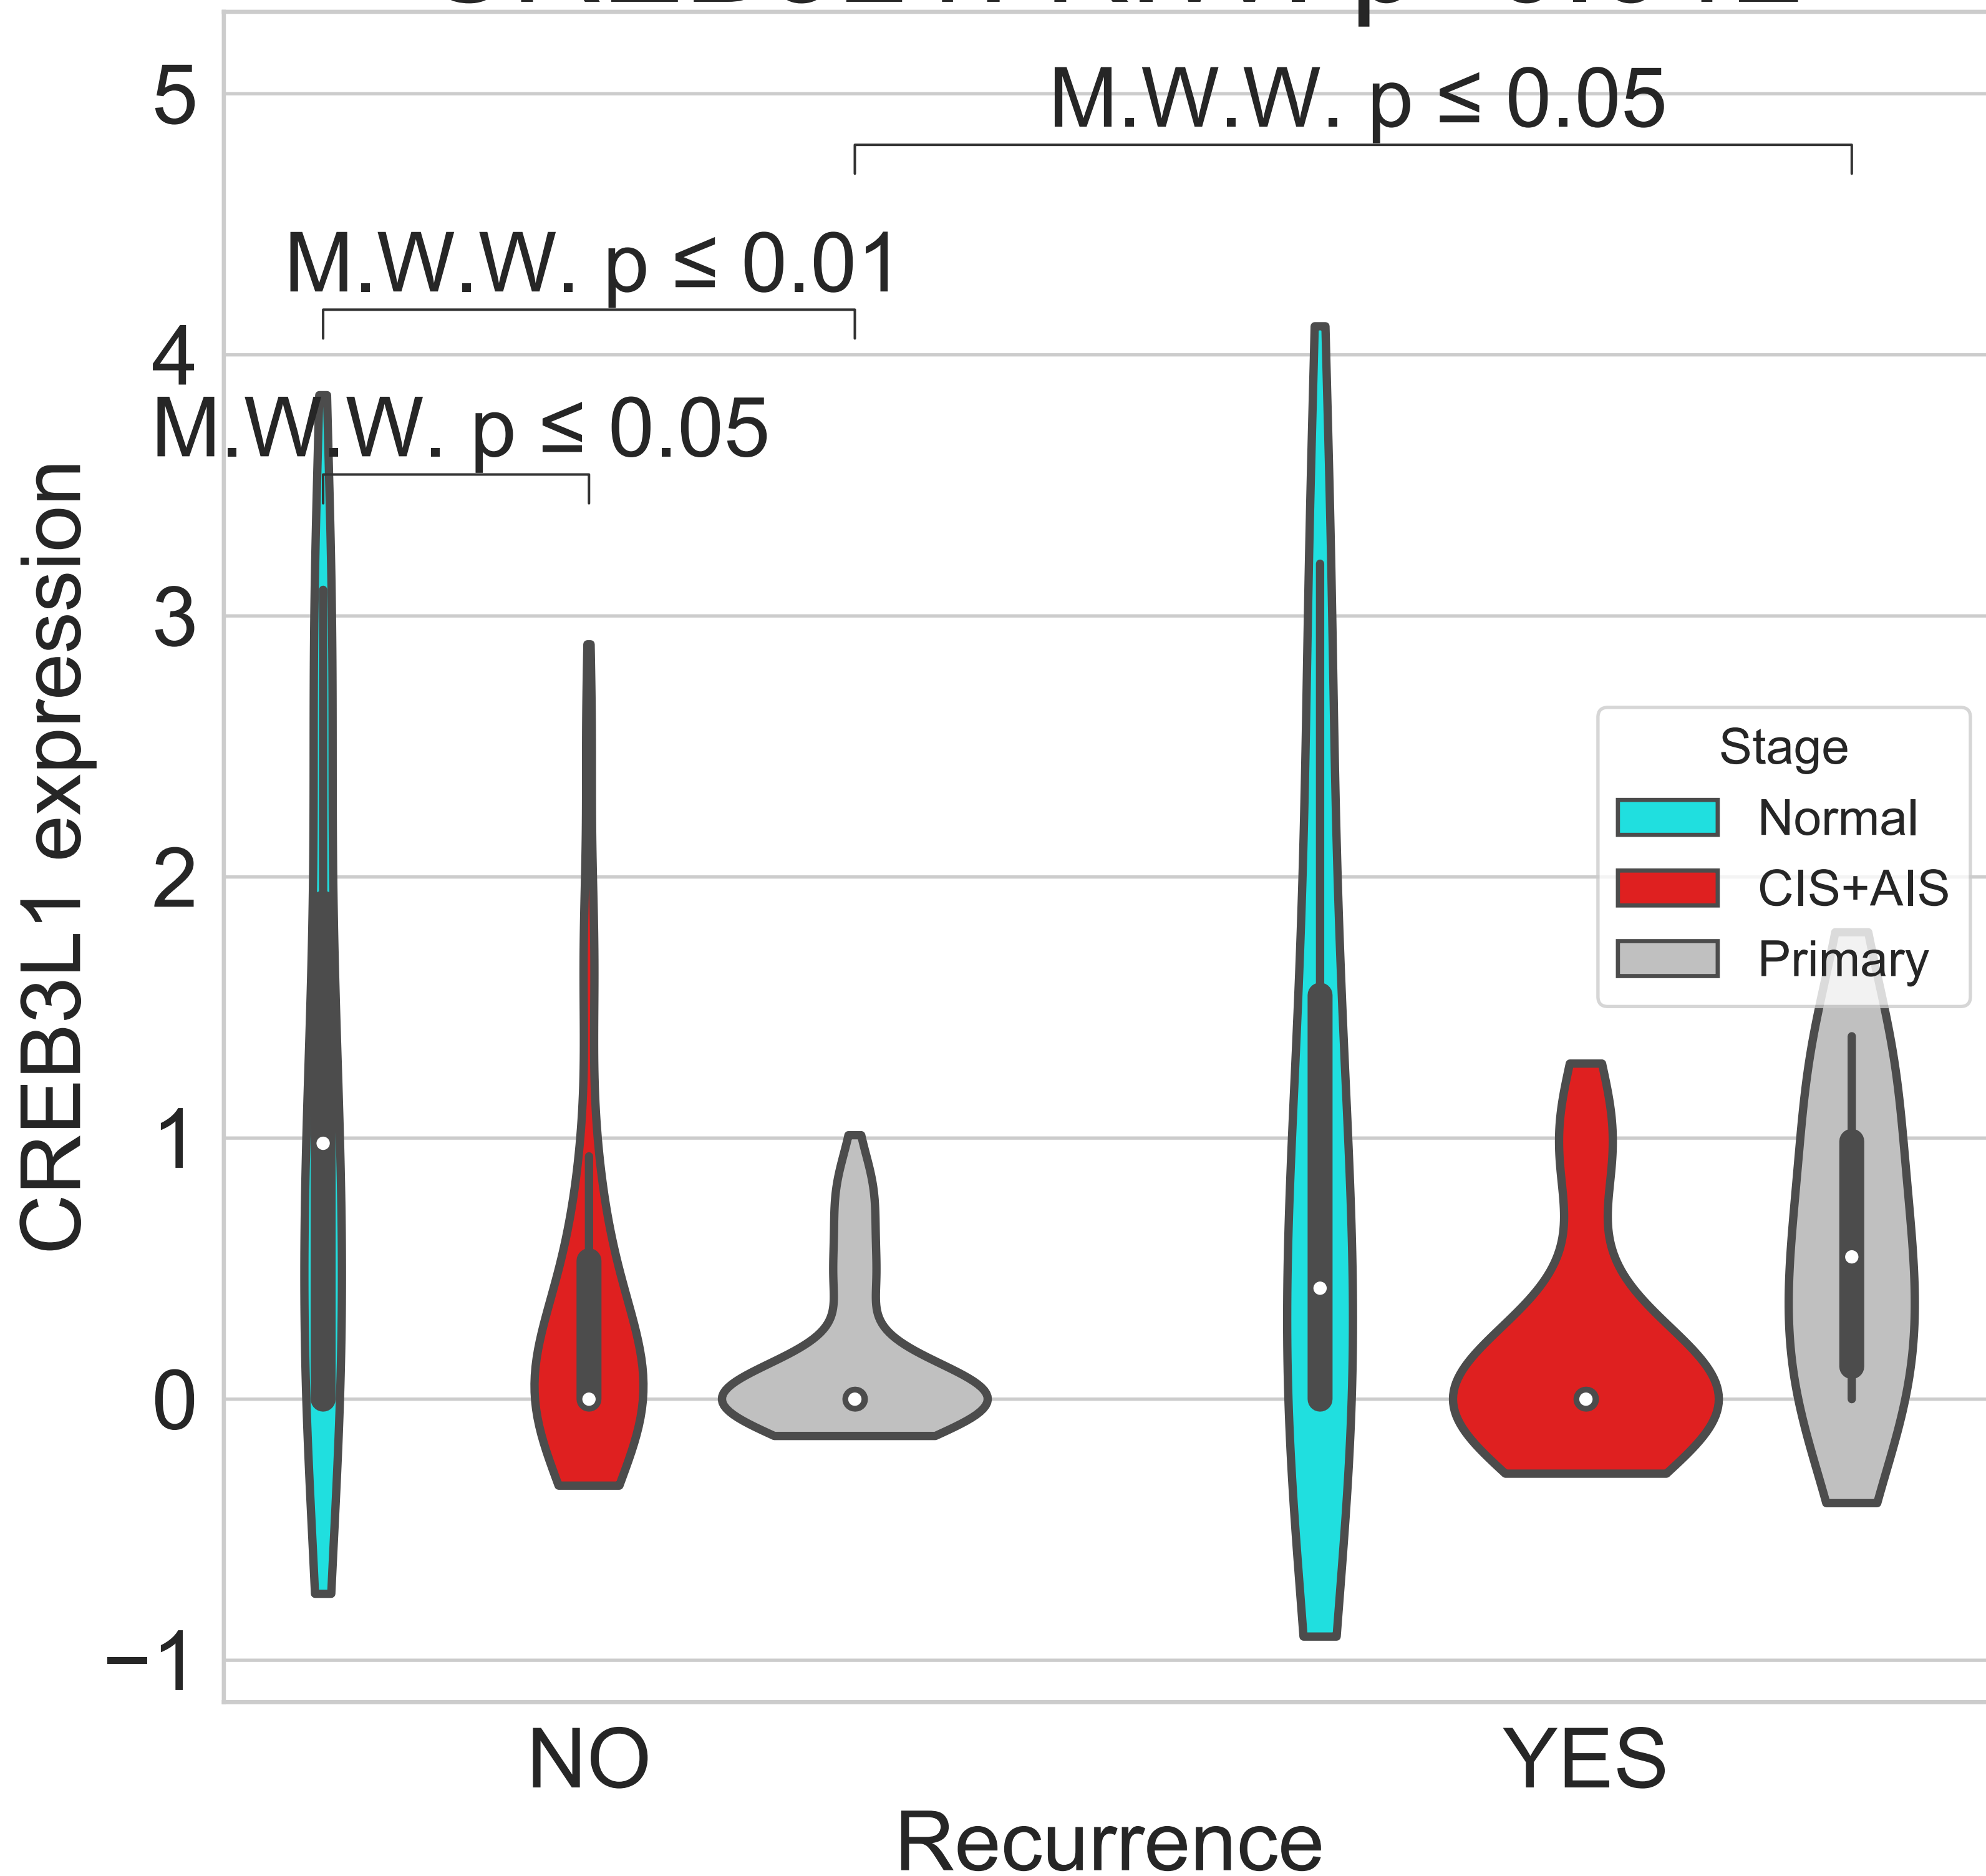 5
M.W.W. p ≤ 0.05
M.W.W. p ≤ 0.01
4
M.W.W. p ≤ 0.05
3
2
1
0
−1
CREB3L1 expression
Stage
Normal
CIS+AIS
Primary
NO
YES
Recurrence